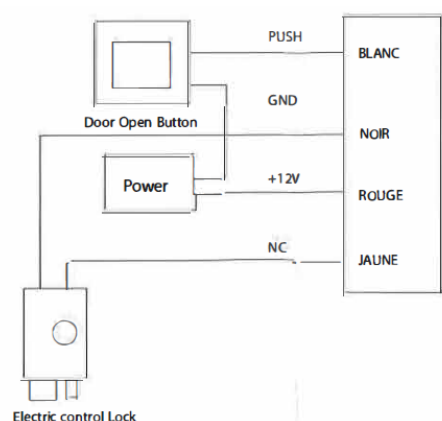 PUSH
BLANC
GND
Door Open Button
NOIR
Power
+12V
ROUGE
NC
JAUNE
Electric control Lock